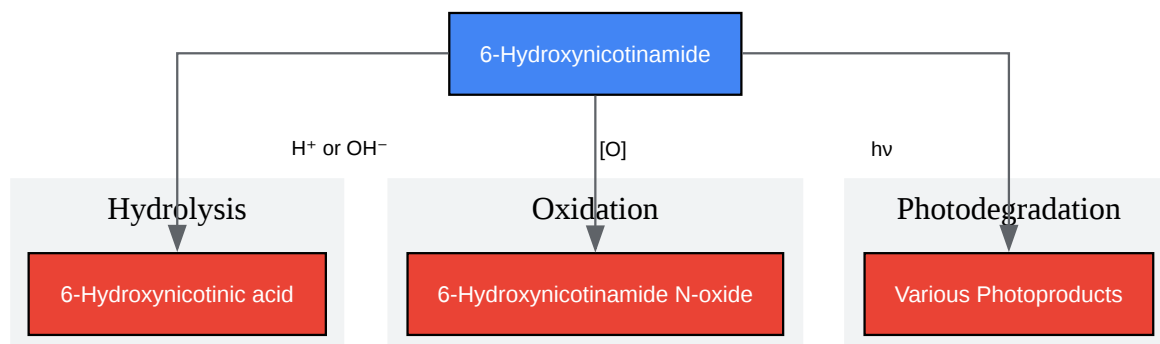 6-Hydroxynicotinamide
H⁺ or OH⁻
[O]
hν
Hydrolysis
Oxidation
Photodegradation
6-Hydroxynicotinic acid
6-Hydroxynicotinamide N-oxide
Various Photoproducts